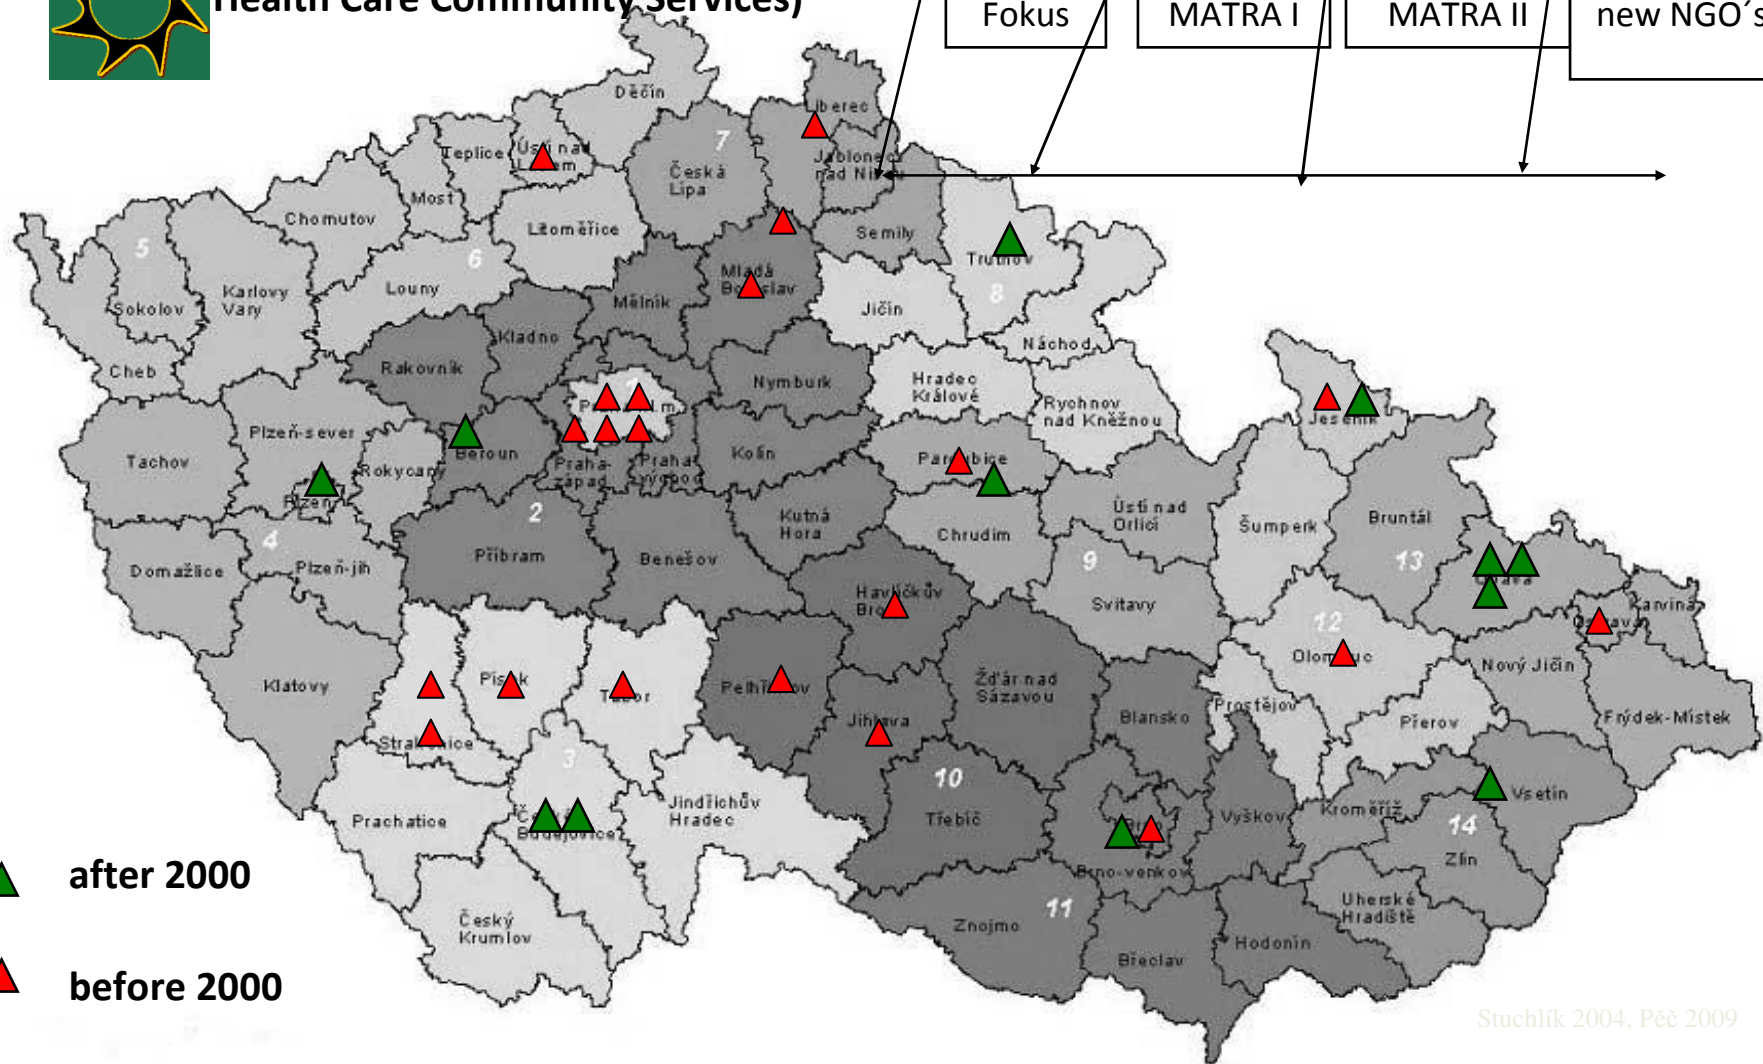 Health Care Community Services)
Fokus
MATRA I
MATRA II
new NGO´s
Děčín
Liberec
Teplice
Ústí nad
Labem
7
Česká
Lípa
Jablonec
nad Nisou
Most
Chomutov
Litoměřice
Semily
5
6
Trutnov
Louny
Karlovy
Vary
Sokolov
Mladá
Boleslav
Mělník
8
Jičín
Kladno
Náchod
Cheb
Rakovník
Nymburk
Hradec
Králové
Rychnov
nad Kněžnou
1
Jeseník
Plzeň-sever
Tachov
Rokycany
Beroun
Praha-
západ
Praha-
východ
Kolín
Pardubice
Plzeň
2
Kutná
Hora
Chrudim
Ústí nad
Orlicí
Šumperk
Bruntál
4
Domažlice
Plzeň-jih
Příbram
Benešov
9
13
Opava
Havlíčkův
Brod
Svitavy
Karviná
Ostrava
12
Olomouc
Nový Jičín
Klatovy
Písek
Tábor
Pelhřimov
Žďár nad
Sázavou
Jihlava
Blansko
Prostějov
Přerov
Frýdek-Místek
Strakonice
3
10
Vsetín
Prachatice
České
Budějovice
Jindřichův
Hradec
Třebíč
Brno
Vyškov
Kroměříž
14
Zlín
after 2000
Brno-venkov
Uherské
Hradiště
Český
Krumlov
Znojmo
11
Břeclav
Hodonín
before 2000
Stuchlík 2004, Pěč 2009